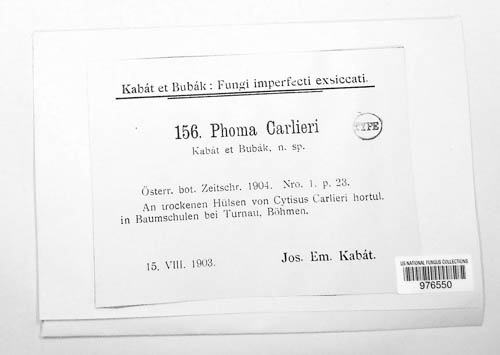 Kabát et Bubák: Fungi imperfecti exsiccati.
156. Phoma Carlieri
TYPE
Kabát et Bubák, n. sp.
Österr. bot. Zeitschr. 1904. Nro. 1. p. 23.
An trockenen Hülsen von Cytisus Carlieri hortul.
in Baumschulen bei Turnau, Böhmen.
15. VIII. 1903.
Jos. Em. Kabát.
US NATIONAL FUNGUS COLLECTIONS
976550